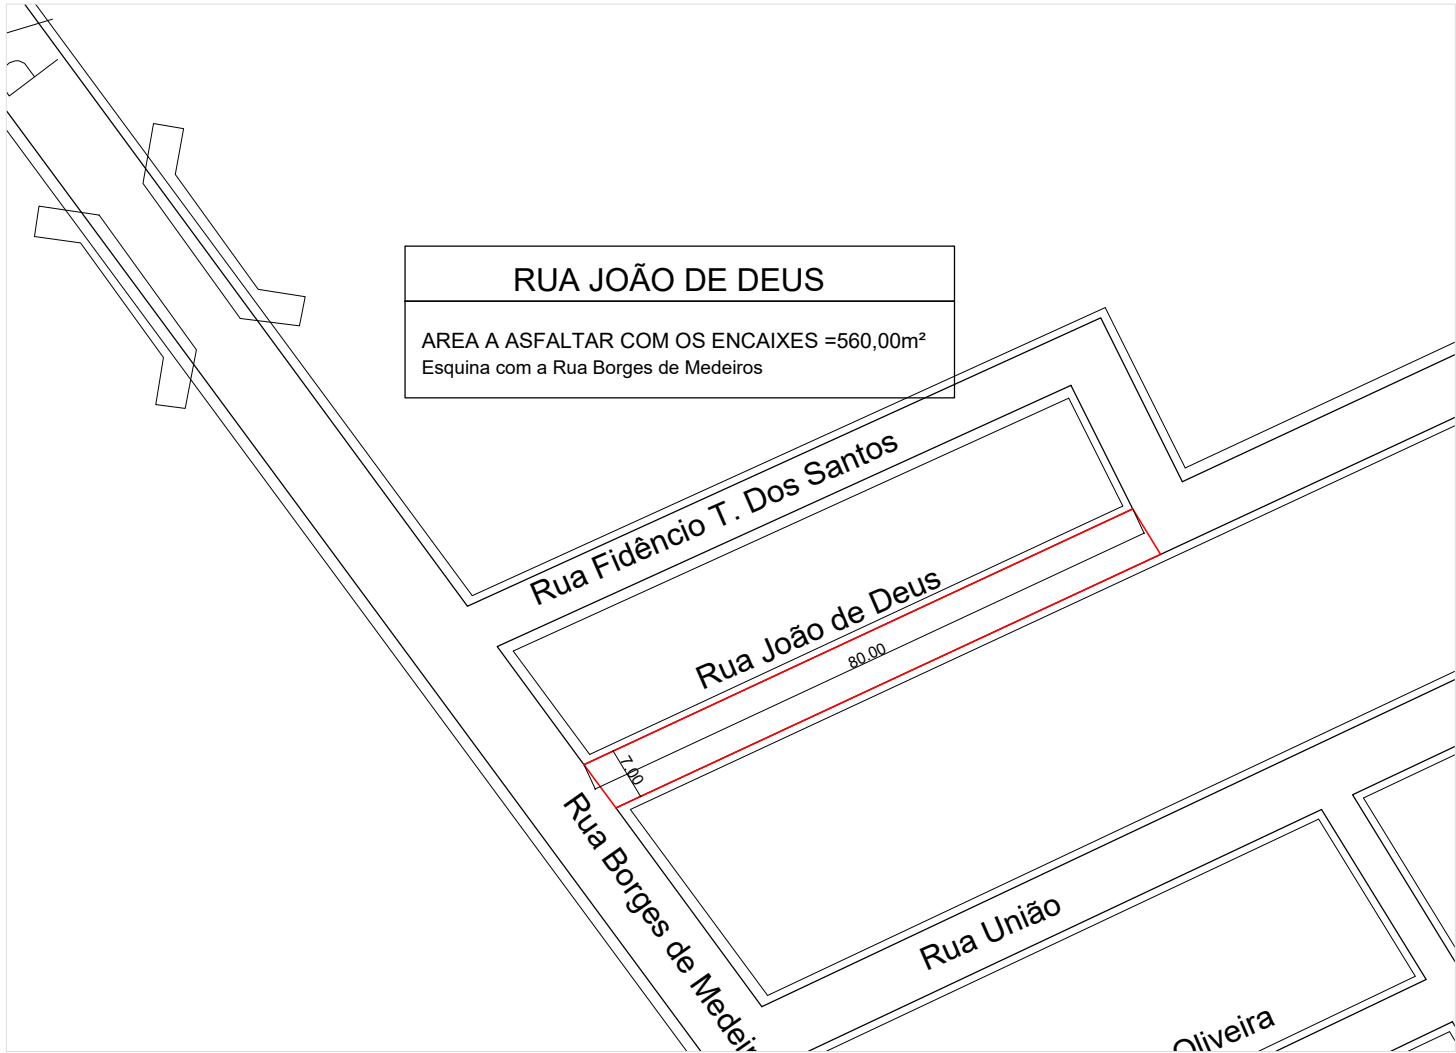 RUA JOÃO DE DEUS
AREA A ASFALTAR COM OS ENCAIXES =560,00m²
Esquina com a Rua Borges de Medeiros
Rua Fidêncio T. Dos Santos
Rua João de Deus
80.00
7.00
Rua Borges de Medeir
Rua União
Oliveira